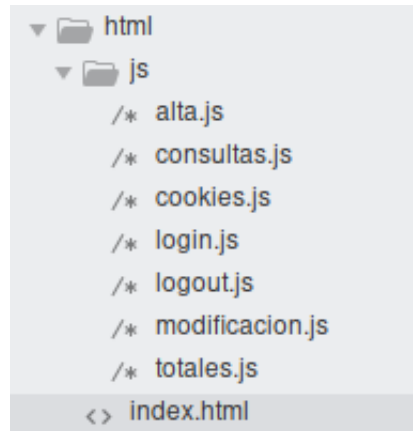 html
js
/* alta.js
/* consultas.js
/* cookies.js
/* login.js
/* logout.js
/* modificacion.js
/* totales.js
<> index.html